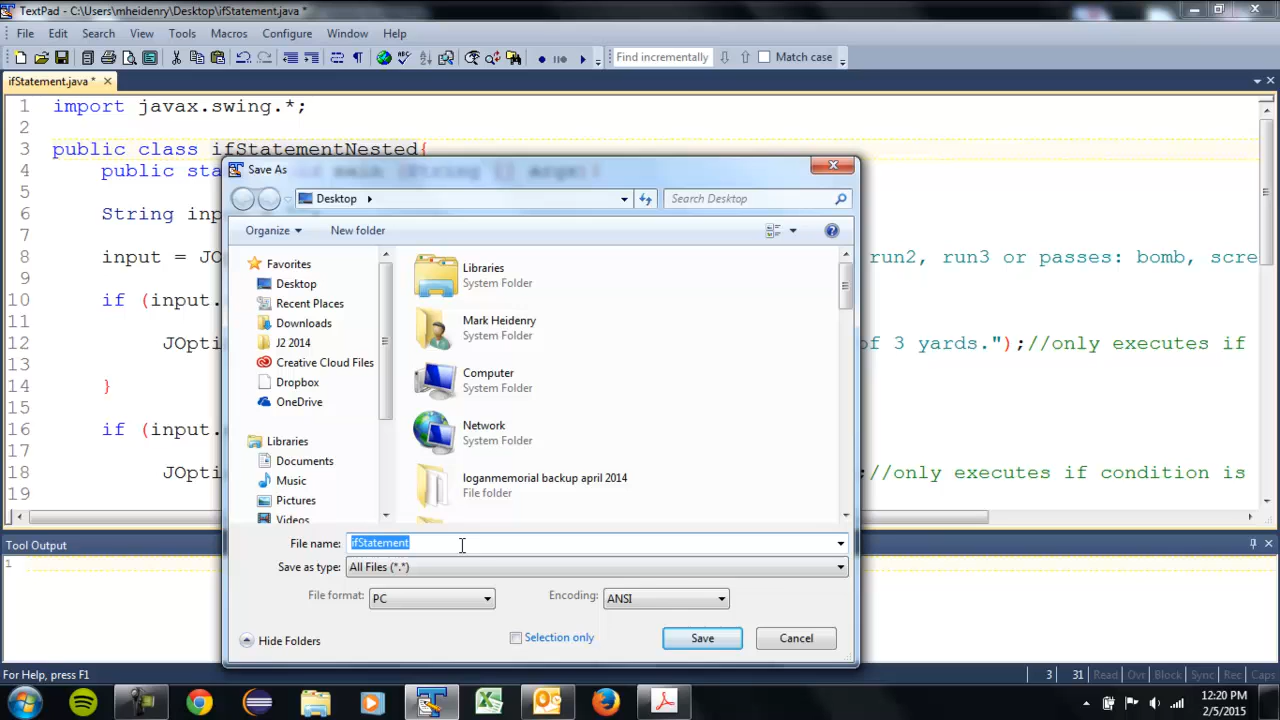 TextPad - C:\Users\mheidenry\Desktop\ifStatement.java *
File Edit Search View Tools Macros Configure Window Help
Find incrementally Match case
ifStatement.java *
1 import javax.swing.*;
2
3 public class ifStatementNested{
4 public sta
5
6 String inp
7
8 input = JO run2, run3 or passes: bomb, scre
9
10 if (input.
11
12 JOpti of 3 yards.");//only executes if
13
14 }
15
16 if (input.
17
18 JOpti ;//only executes if condition is
19
Save As
Desktop
Search Desktop
Organize New folder
Favorites
Desktop
Recent Places
Downloads
J2 2014
Creative Cloud Files
Dropbox
OneDrive
Libraries
Documents
Music
Pictures
Videos
Libraries
System Folder
Mark Heidenry
System Folder
Computer
System Folder
Network
System Folder
loganmemorial backup april 2014
File folder
File name: ifStatement
Save as type: All Files (*.*)
File format: PC Encoding: ANSI
Hide Folders Selection only Save Cancel
Tool Output
1
For Help, press F1 3 31 Read Ovr Block Sync Rec Caps
12:20 PM
2/5/2015